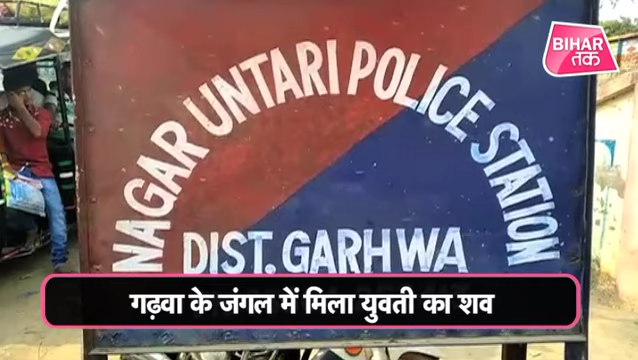 BIHAR
तक
NAGAR UNTARI POLICE STATION
DIST. GARHWA
गढ़वा के जंगल में मिला युवती का शव